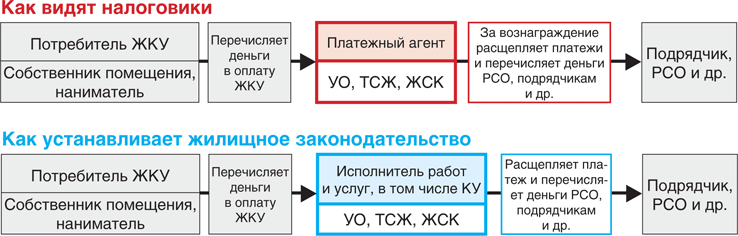 Как видят налоговики
Потребитель ЖКУ
Собственник помещения,
наниматель
Перечисляет
деньги
в оплату
ЖКУ
Платежный агент
УО, ТСЖ, ЖСК
За вознаграждение
расщепляет платежи
и перечисляет деньги
РСО, подрядчикам
и др.
Подрядчик,
РСО и др.
Как устанавливает жилищное законодательство
Потребитель ЖКУ
Собственник помещения,
наниматель
Перечисляет
деньги
в оплату
ЖКУ
Исполнитель работ
и услуг, в том числе КУ
УО, ТСЖ, ЖСК
Расщепляет пла-
теж и перечисля-
ет деньги РСО,
подрядчикам
и др.
Подрядчик,
РСО и др.